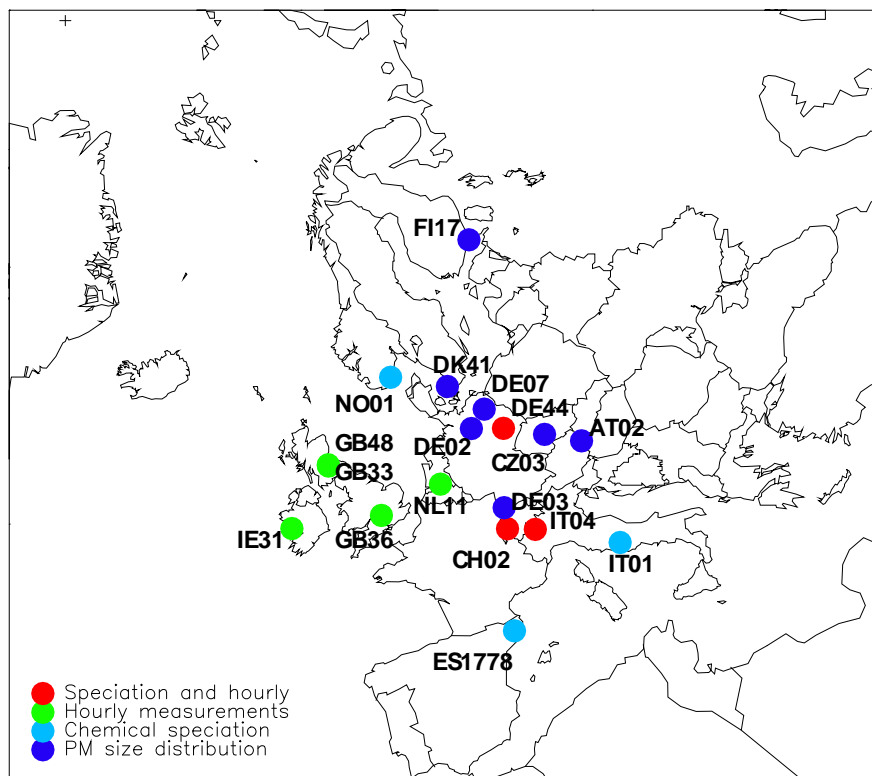 FI17
DK41
DE07
NO01
DE44
AT02
GB48
DE02
CZ03
GB33
NL11
DE03
IT04
IE31
GB36
CH02
IT01
ES1778
Speciation and hourly
Hourly measurements
Chemical speciation
PM size distribution